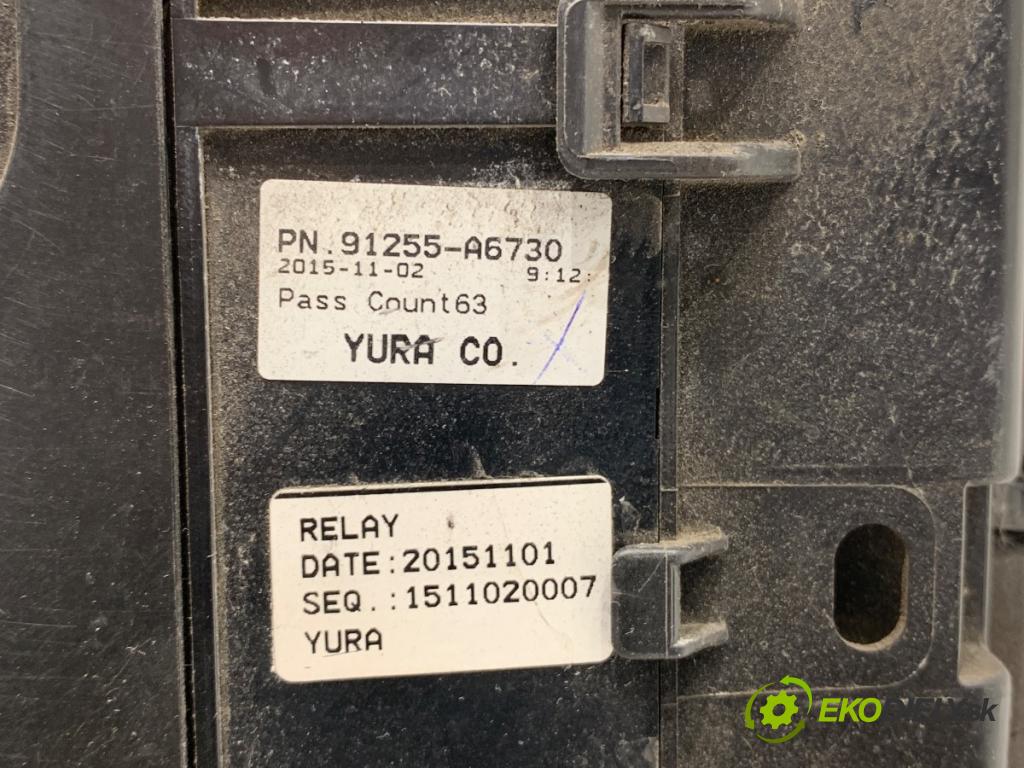 PN.91255-A6730
2015-11-02 9:12:
Pass Count63
YURA CO.
RELAY
DATE:20151101
SEQ.:1511020007
YURA